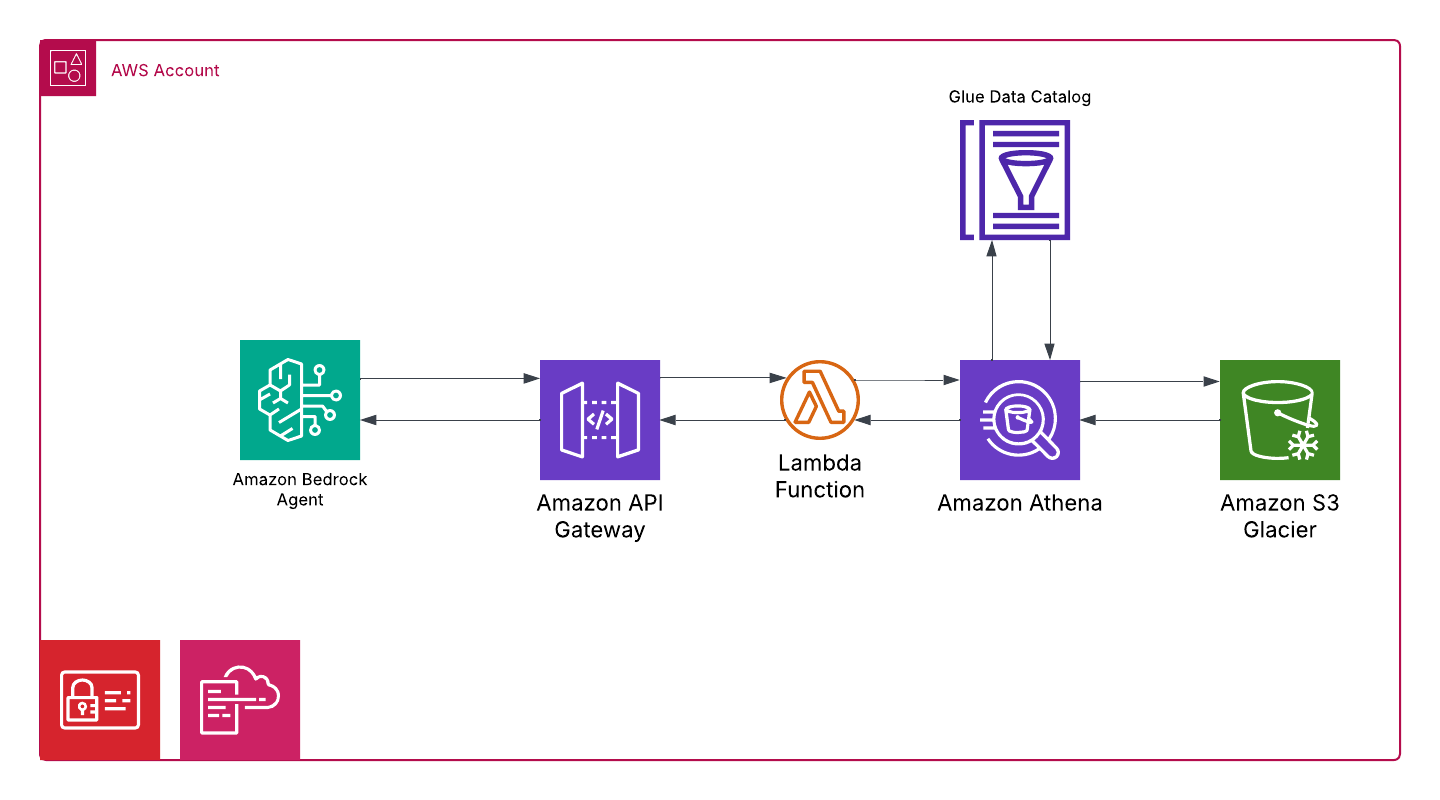 AWS Account
Glue Data Catalog
Amazon Bedrock
Agent
Amazon API
Gateway
</>
Lambda
Function
Amazon Athena
Amazon S3
Glacier